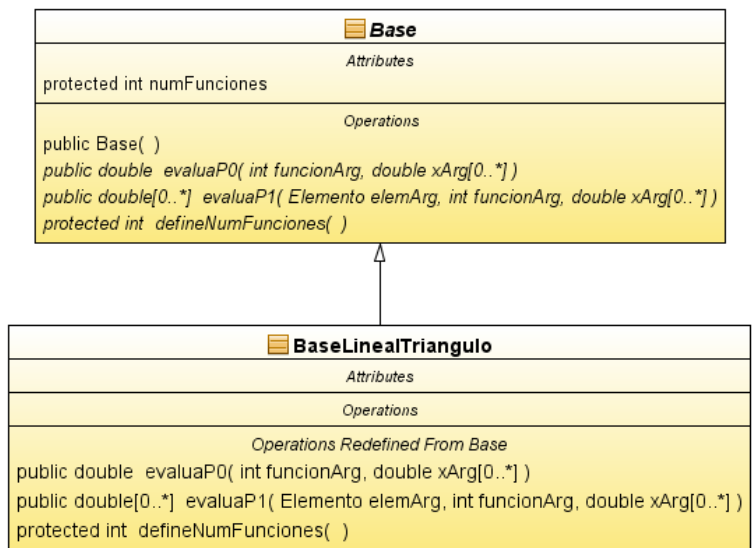 Base
Attributes
protected int numFunciones
Operations
public Base( )
public double evaluaP0( int funcionArg, double xArg[0..*] )
public double[0..*] evaluaP1( Elemento elemArg, int funcionArg, double xArg[0..*] )
protected int defineNumFunciones( )
BaseLinealTriangulo
Attributes
Operations
Operations Redefined From Base
public double evaluaP0( int funcionArg, double xArg[0..*] )
public double[0..*] evaluaP1( Elemento elemArg, int funcionArg, double xArg[0..*] )
protected int defineNumFunciones( )